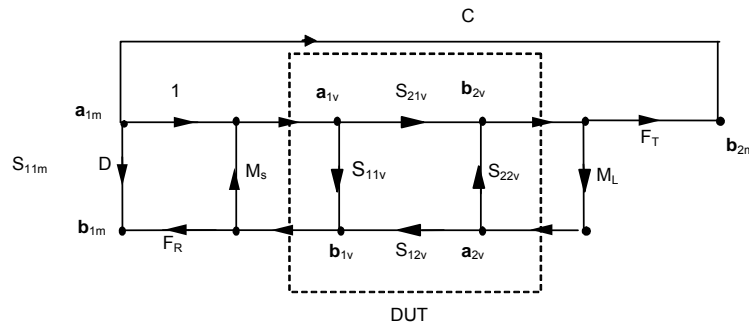 C
1
a1m
a1v
S21v
b2v
FT
b2m
S11m
D
Ms
S11v
S22v
ML
b1m
FR
b1v
S12v
a2v
DUT